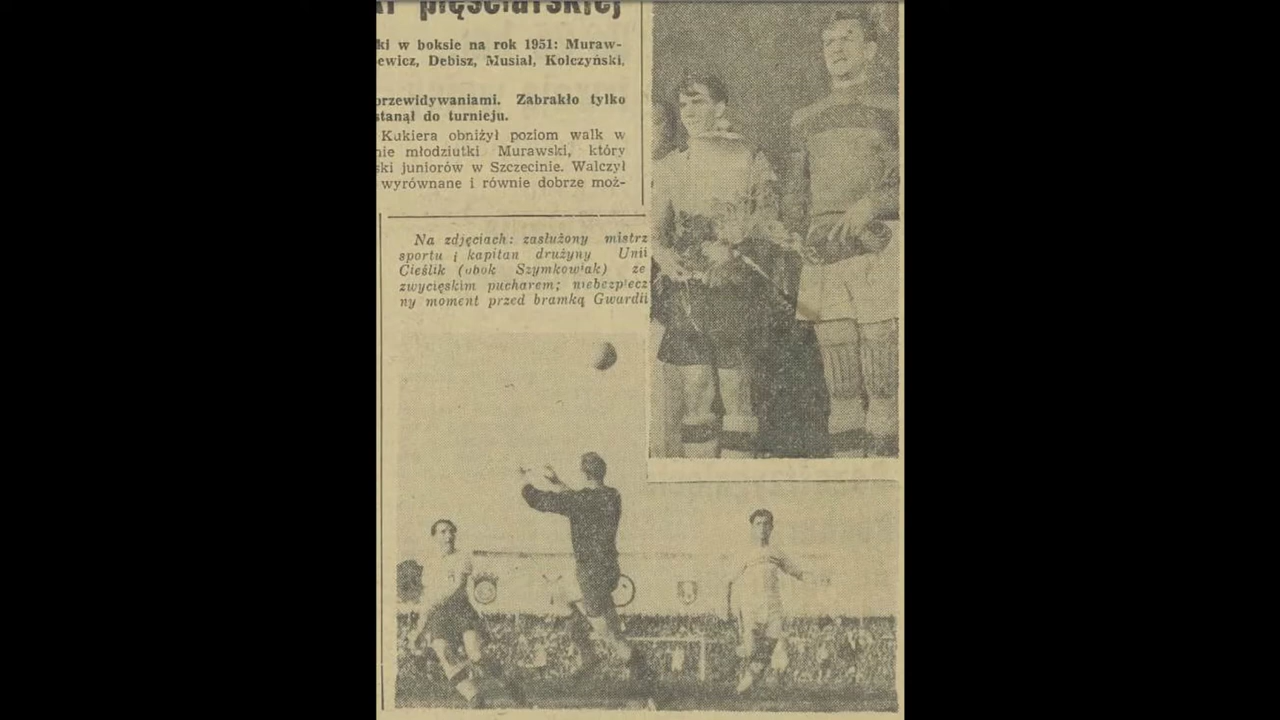 pięściarskiej
ki w boksie na rok 1951: Muraw-
ewicz, Debisz, Musiał, Kolczyński,
przewidywaniami. Zabrakło tylko
stanął do turnieju.
Kukiera obniżył poziom walk w
nie młodziutki Murawski, który
ski juniorów w Szczecinie. Walczył
wyrównane i równie dobrze moż-
Na zdjęciach: zasłużony mistrz
sportu i kapitan drużyny Unii
Cieślik (obok Szymkowiak) ze
zwycięskim pucharem; niebezpiecz
ny moment przed bramką Gwardii